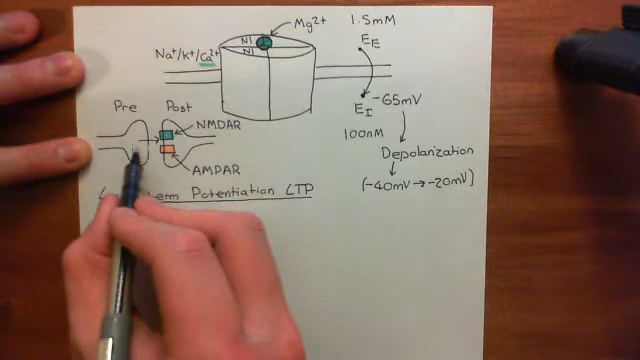 Mg2+
1.5mM
N1
N1
EE
Na+/K+/Ca2+
EI
-65mV
Pre
Post
NMDAR
100nM
Depolarization
AMPAR
(-40mV→-20mV)
term Potentiation LTP